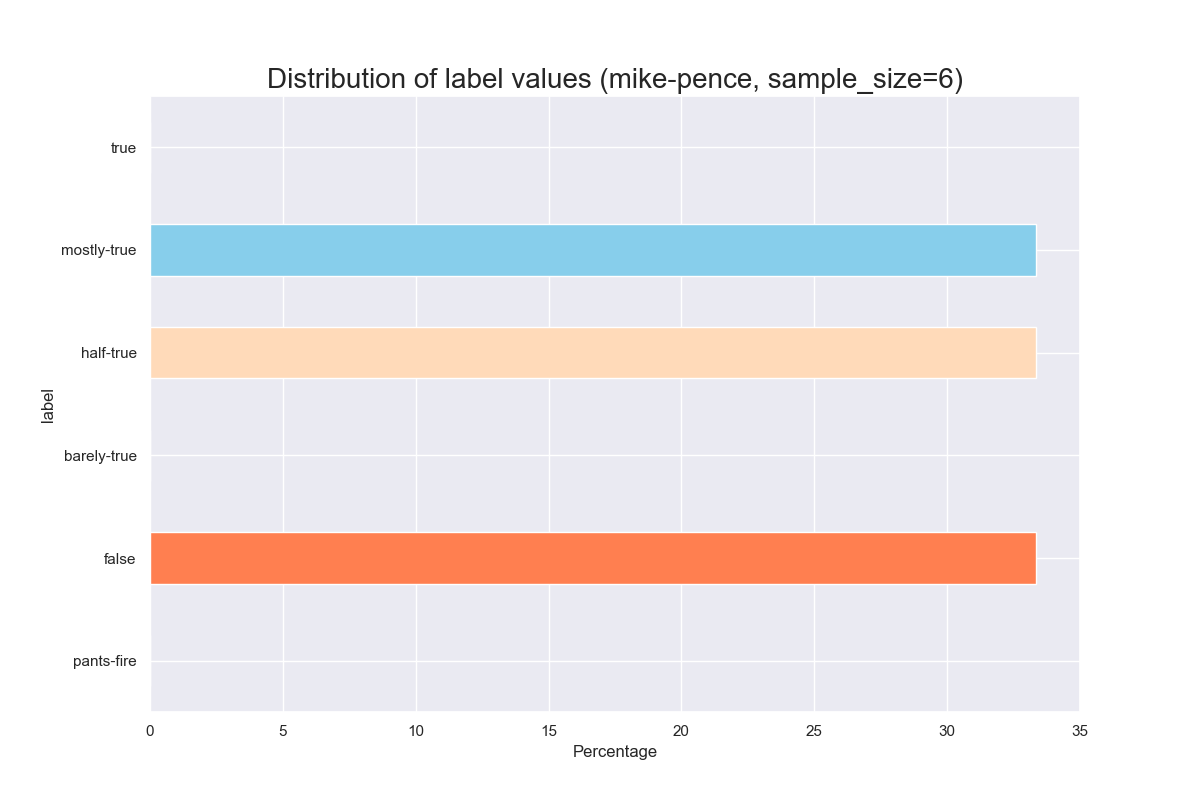 Distribution of label values (mike-pence, sample_size=6)
true
mostly-true
half-true
barely-true
false
pants-fire
label
0 5 10 15 20 25 30 35
Percentage